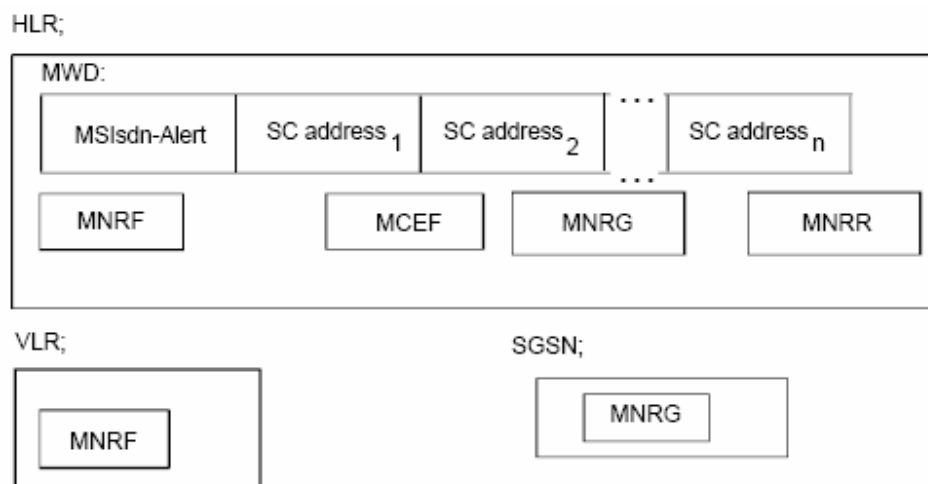 HLR;
MWD:
MSIsdn-Alert SC address 1 SC address 2 ... SC address n
...
MNRF MCEF MNRG MNRR
VLR; SGSN;
MNRF MNRG